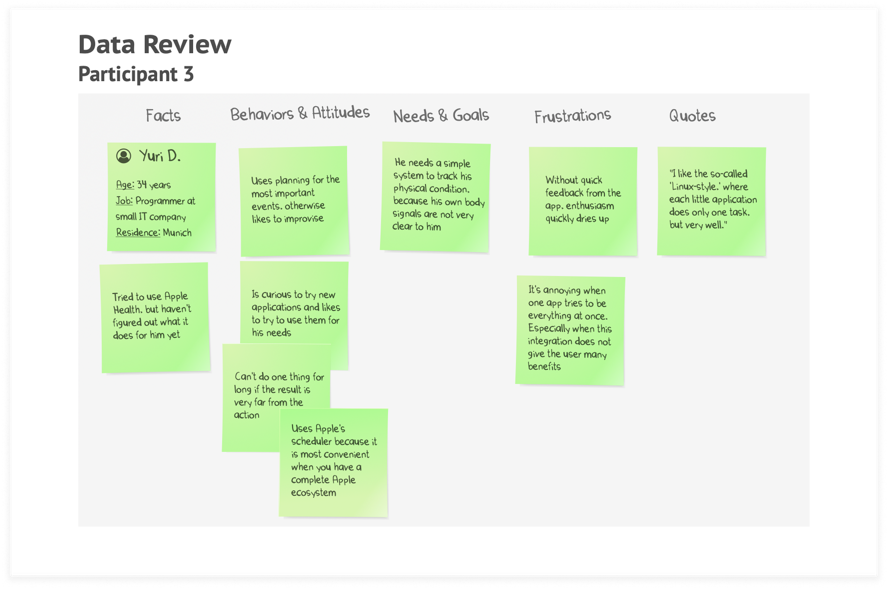 Data Review
Participant 3
Facts
Behaviors & Attitudes
Needs & Goals
Frustrations
Quotes
Yuri D.
Age: 34 years
Job: Programmer at
small IT company
Residence: Munich
Tried to use Apple
Health, but haven't
figured out what it
does for him yet
Uses planning for the
most important
events, otherwise
likes to improvise
Is curious to try new
applications and likes
to try to use them for
his needs
Can't do one thing for
long if the result is
very far from the
action
Uses Apple's
scheduler because it
is most convenient
when you have a
complete Apple
ecosystem
He needs a simple
system to track his
physical condition,
because his own body
signals are not very
clear to him
Without quick
feedback from the
app, enthusiasm
quickly dries up
It's annoying when
one app tries to be
everything at once.
Especially when this
integration does not
give the user many
benefits
"I like the so-called
'Linux-style,' where
each little application
does only one task,
but very well."